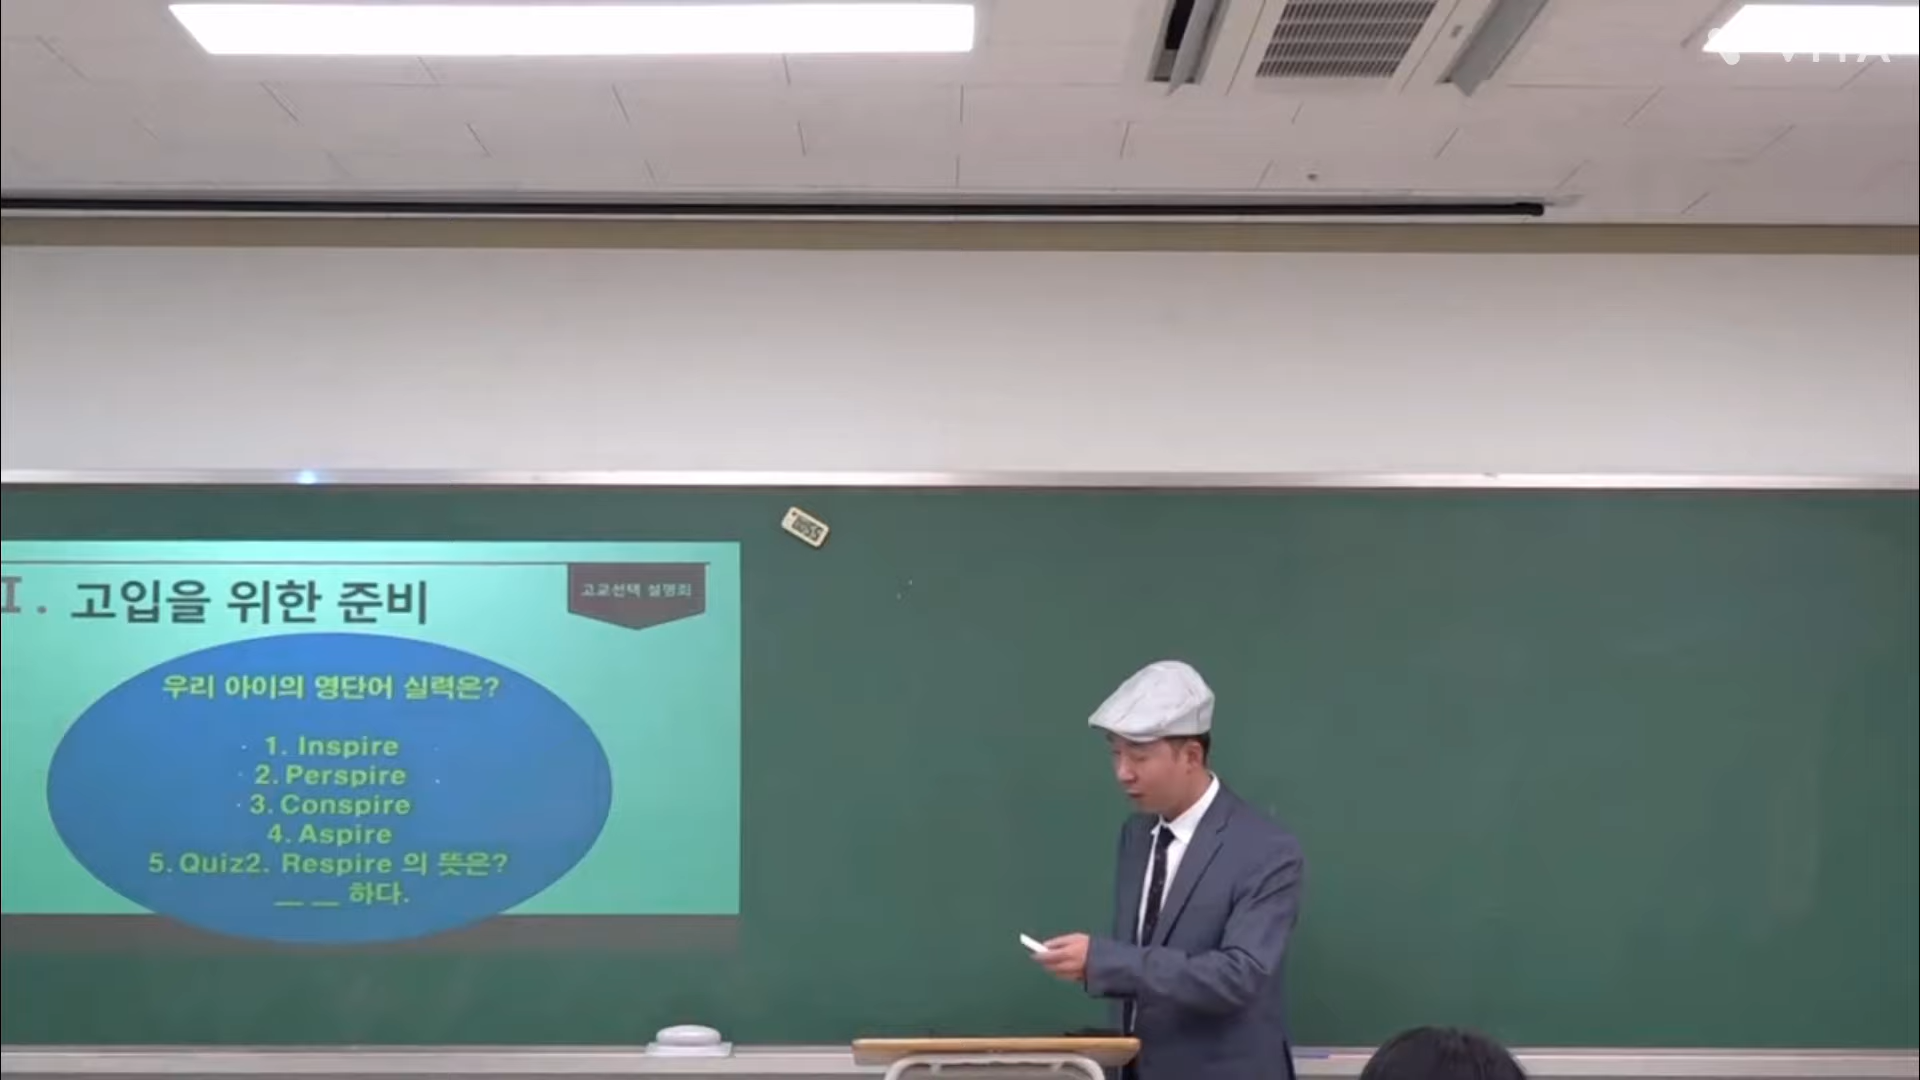 I. 고입을 위한 준비
고교선택 설명회
우리 아이의 영단어 실력은?
1. Inspire
2. Perspire
3. Conspire
4. Aspire
5. Quiz2. Respire 의 뜻은?
__ __ 하다.
BOSS
VITA